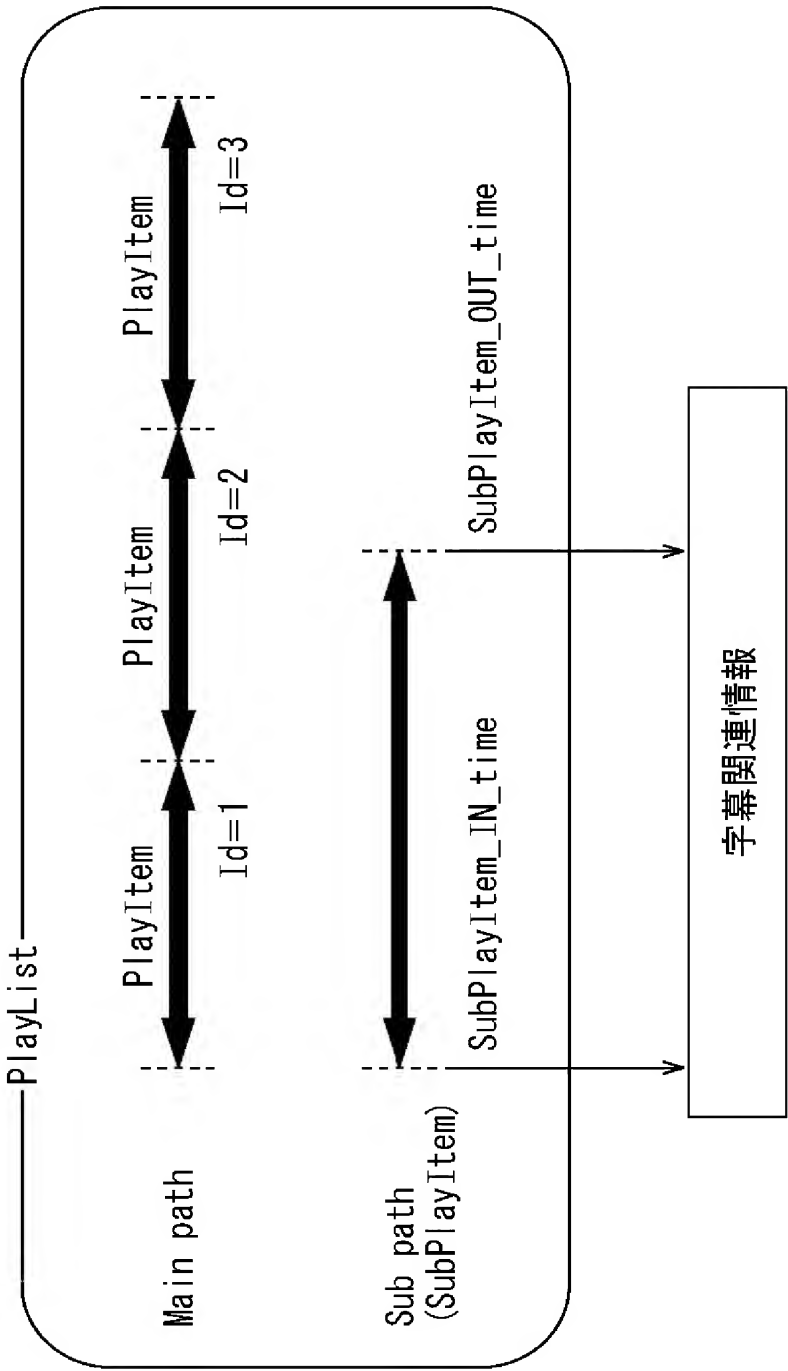 PlayList
PlayItem
PlayItem
PlayItem
Main path
Id=1
Id=2
Id=3
Sub path
(SubPlayItem)
SubPlayItem_IN_time
SubPlayItem_OUT_time
字幕関連情報